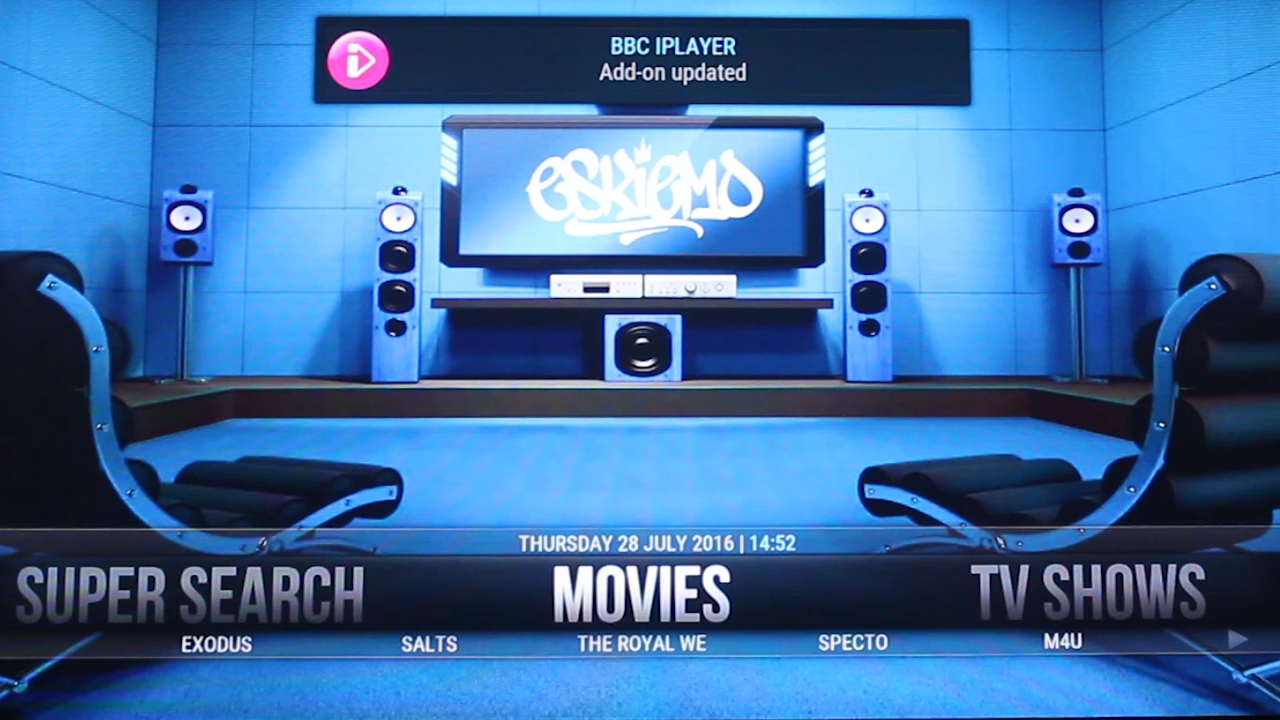 BBC IPLAYER
Add-on updated
ESKIEMO
THURSDAY 28 JULY 2016 | 14:52
SUPER SEARCH MOVIES TV SHOWS
EXODUS SALTS THE ROYAL WE SPECTO M4U